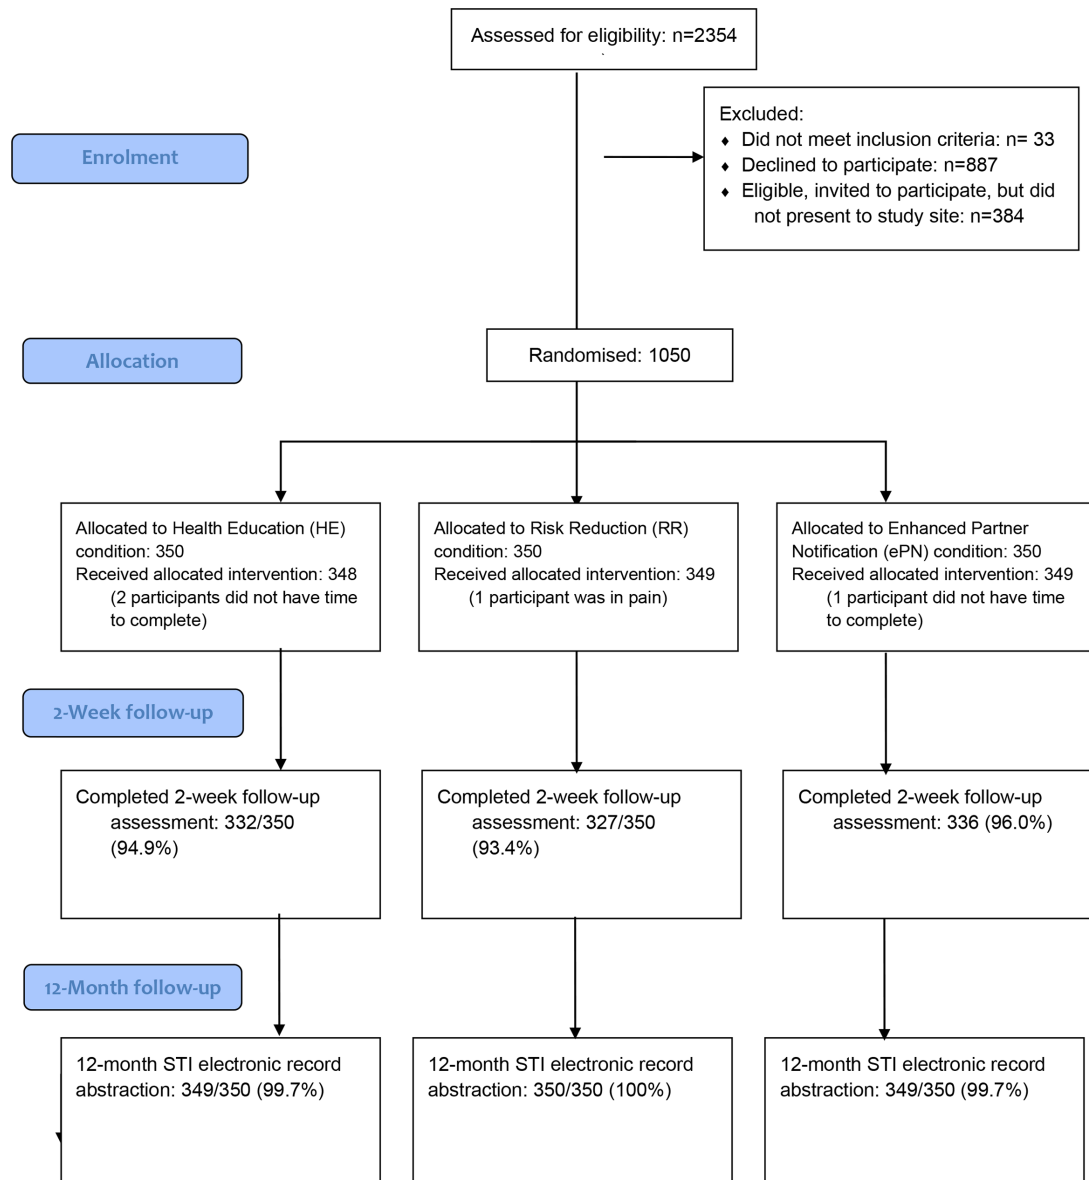 Assessed for eligibility: n=2354
Excluded:
♦ Did not meet inclusion criteria: n= 33
♦ Declined to participate: n=887
♦ Eligible, invited to participate, but did
not present to study site: n=384
Enrolment
Allocation
Randomised: 1050
Allocated to Health Education (HE)
condition: 350
Received allocated intervention: 348
(2 participants did not have time
to complete)
Allocated to Risk Reduction (RR)
condition: 350
Received allocated intervention: 349
(1 participant was in pain)
Allocated to Enhanced Partner
Notification (ePN) condition: 350
Received allocated intervention: 349
(1 participant did not have time
to complete)
2-Week follow-up
Completed 2-week follow-up
assessment: 332/350
(94.9%)
Completed 2-week follow-up
assessment: 327/350
(93.4%)
Completed 2-week follow-up
assessment: 336 (96.0%)
12-Month follow-up
12-month STI electronic record
abstraction: 349/350 (99.7%)
12-month STI electronic record
abstraction: 350/350 (100%)
12-month STI electronic record
abstraction: 349/350 (99.7%)